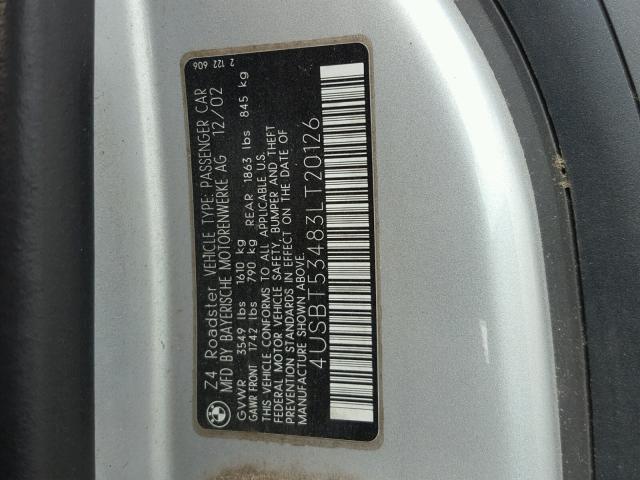 Z4 Roadster VEHICLE TYPE: PASSENGER CAR
MFD BY BAYERISCHE MOTORENWERKE AG 12/02
GVWR 3549 lbs 1610 kg
GAWR FRONT 1742 lbs 790 kg REAR 1863 lbs 845 kg
THIS VEHICLE CONFORMS TO ALL APPLICABLE U.S.
FEDERAL MOTOR VEHICLE SAFETY, BUMPER AND THEFT
PREVENTION STANDARDS IN EFFECT ON THE DATE OF
MANUFACTURE SHOWN ABOVE.
4USBT53483LT20126
2 122 606
BMW